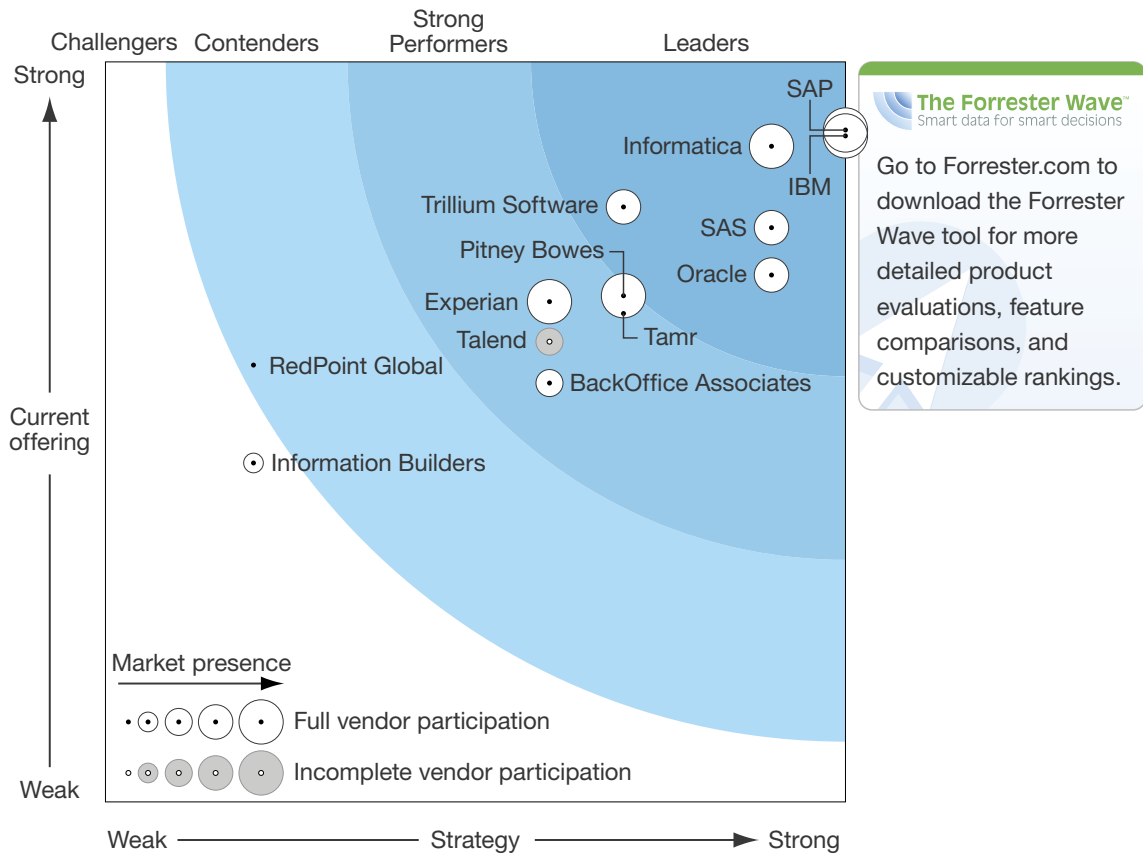 Challengers
Contenders
Strong
Performers
Leaders
Strong
SAP
The Forrester Wave™
Smart data for smart decisions
Informatica
Go to Forrester.com to
download the Forrester
Wave tool for more
detailed product
evaluations, feature
comparisons, and
customizable rankings.
IBM
Trillium Software
SAS
Pitney Bowes
Oracle
Experian
Talend
Tamr
RedPoint Global
BackOffice Associates
Current
offering
Information Builders
Market presence
Full vendor participation
Incomplete vendor participation
Weak
Weak
Strategy
Strong